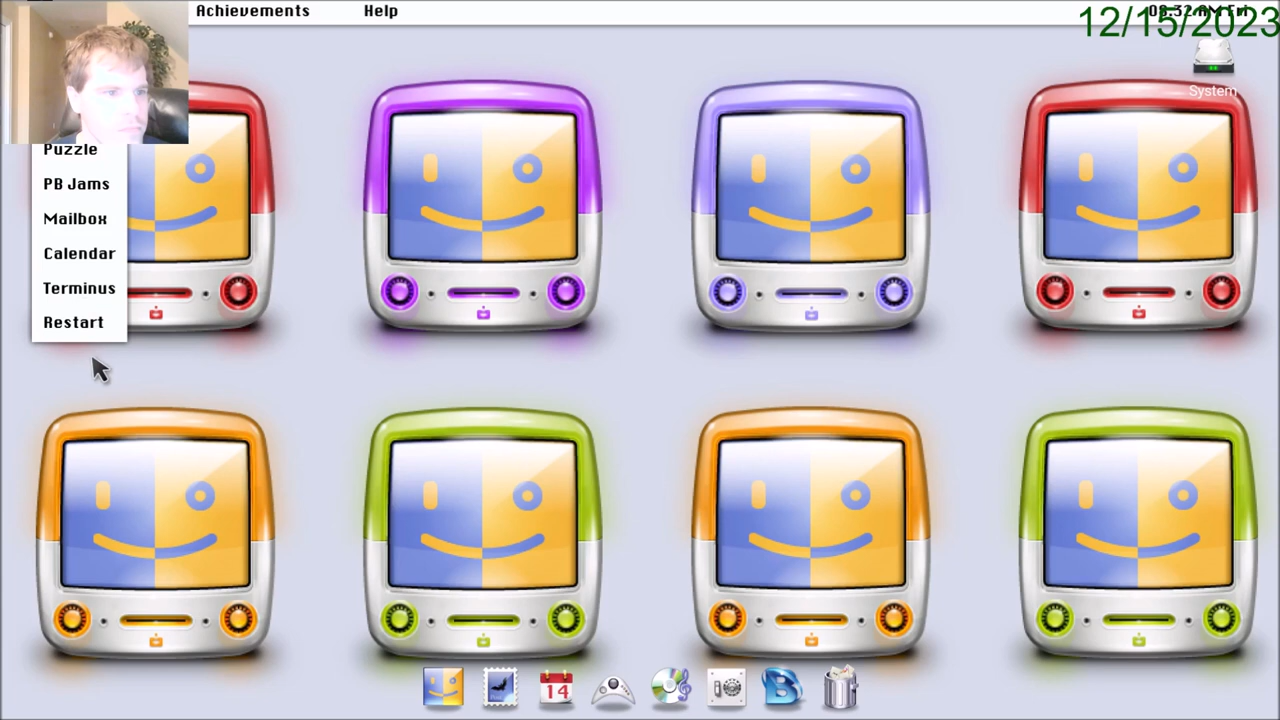 Achievements Help
12/15/2023
System
Puzzle
PB Jams
Mailbox
Calendar
Terminus
Restart
14